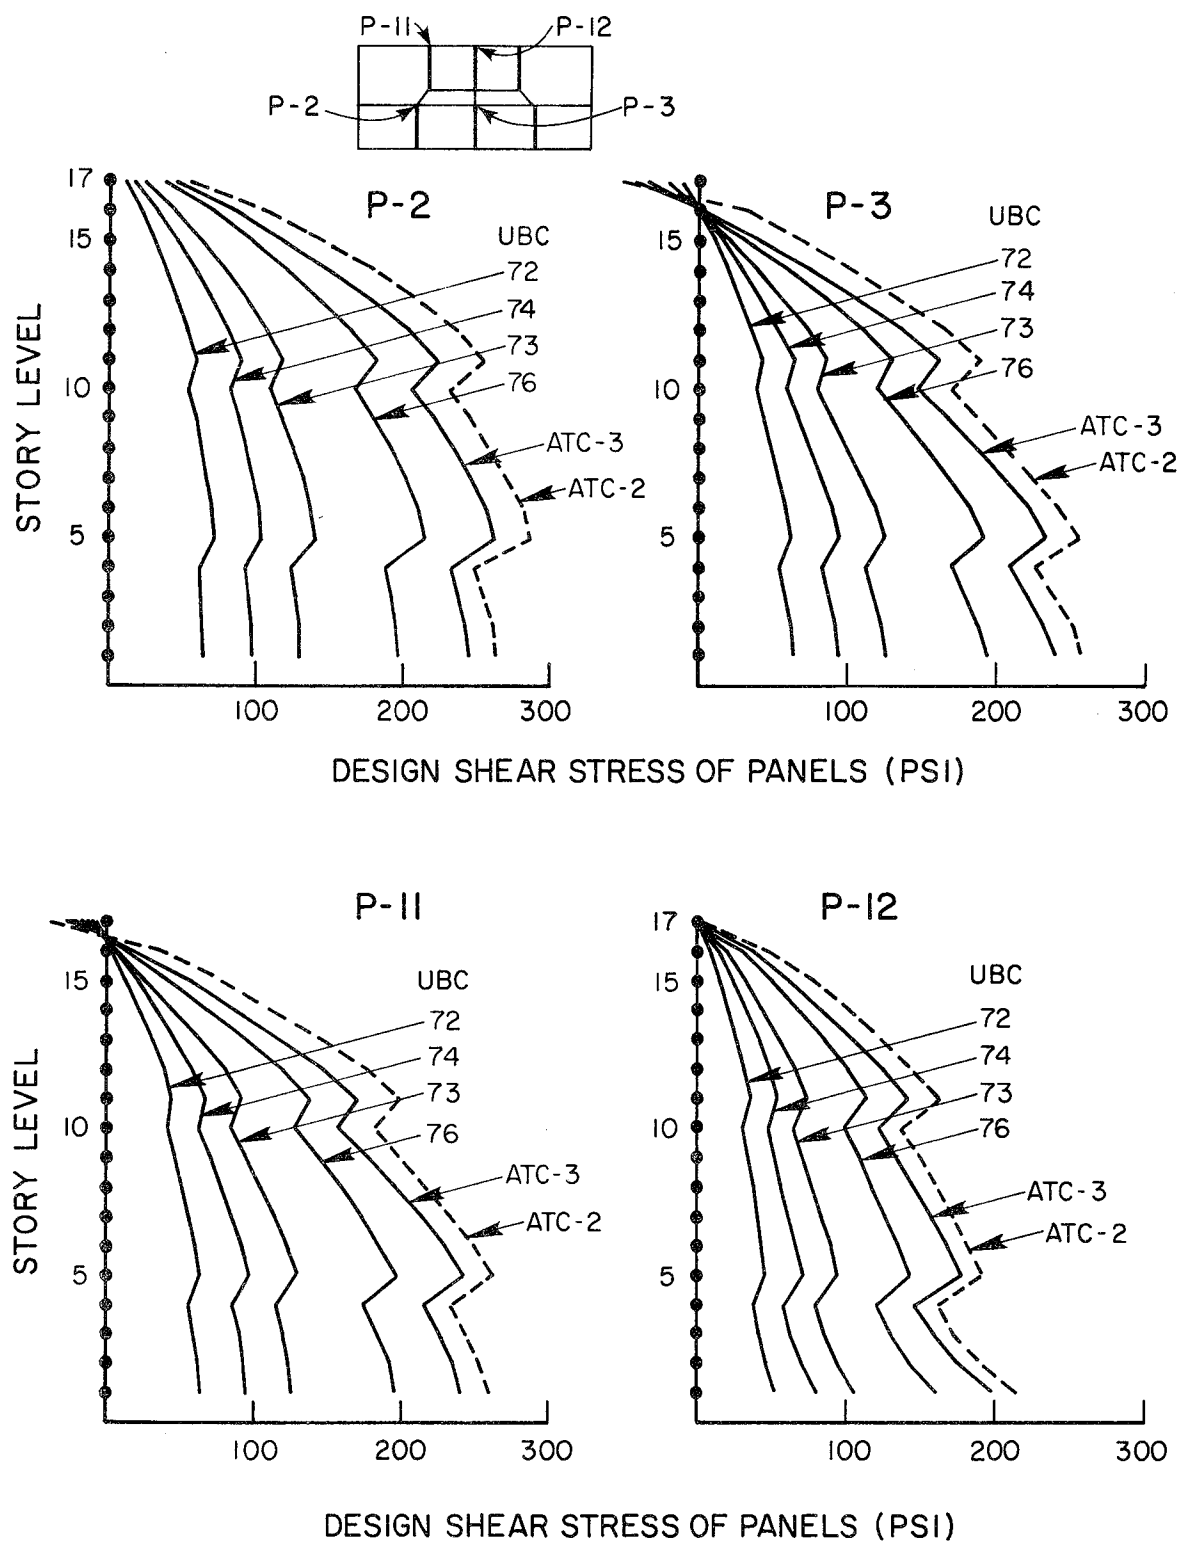 P-11
P-12
P-2
P-3
P-2
17
15
10
5
STORY LEVEL
UBC
72
74
73
76
ATC-3
ATC-2
100
200
300
P-3
15
10
5
UBC
72
74
73
76
ATC-3
ATC-2
100
200
300
DESIGN SHEAR STRESS OF PANELS (PSI)
P-11
15
10
5
STORY LEVEL
UBC
72
74
73
76
ATC-3
ATC-2
100
200
300
P-12
17
15
10
5
UBC
72
74
73
76
ATC-3
ATC-2
100
200
300
DESIGN SHEAR STRESS OF PANELS (PSI)